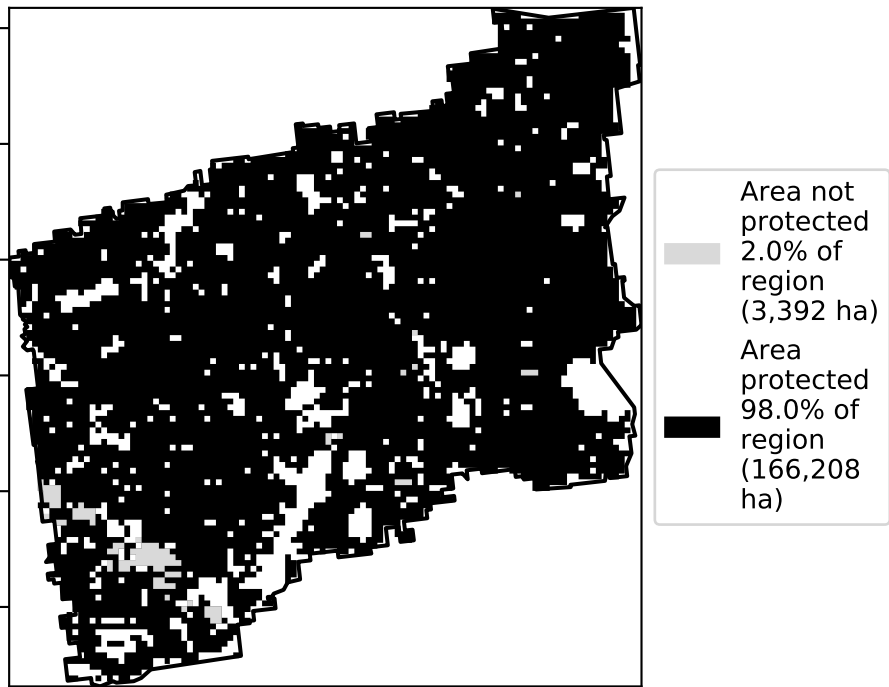 Area not
protected
2.0% of
region
(3,392 ha)
Area
protected
98.0% of
region
(166,208
ha)